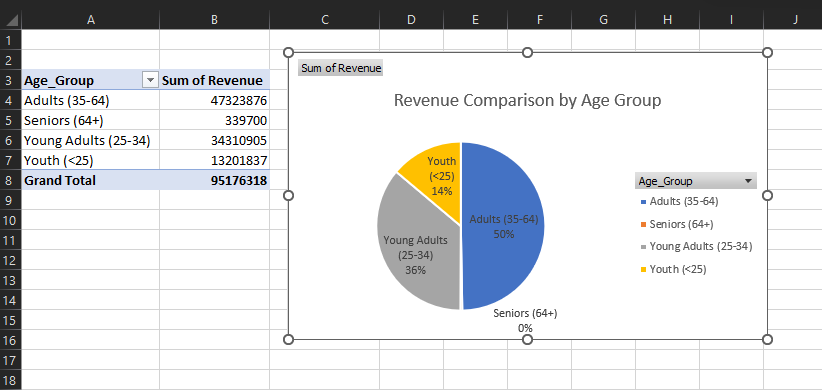 A B C D E F G H I J
1
2
3 Age_Group Sum of Revenue
4 Adults (35-64) 47323876
5 Seniors (64+) 339700
6 Young Adults (25-34) 34310905
7 Youth (<25) 13201837
8 Grand Total 95176318
9
10
11
12
13
14
15
16
17
18
Sum of Revenue
Revenue Comparison by Age Group
Youth
(<25)
14%
Adults (35-64)
50%
Young Adults
(25-34)
36%
Seniors (64+)
0%
Age_Group
Adults (35-64)
Seniors (64+)
Young Adults (25-34)
Youth (<25)